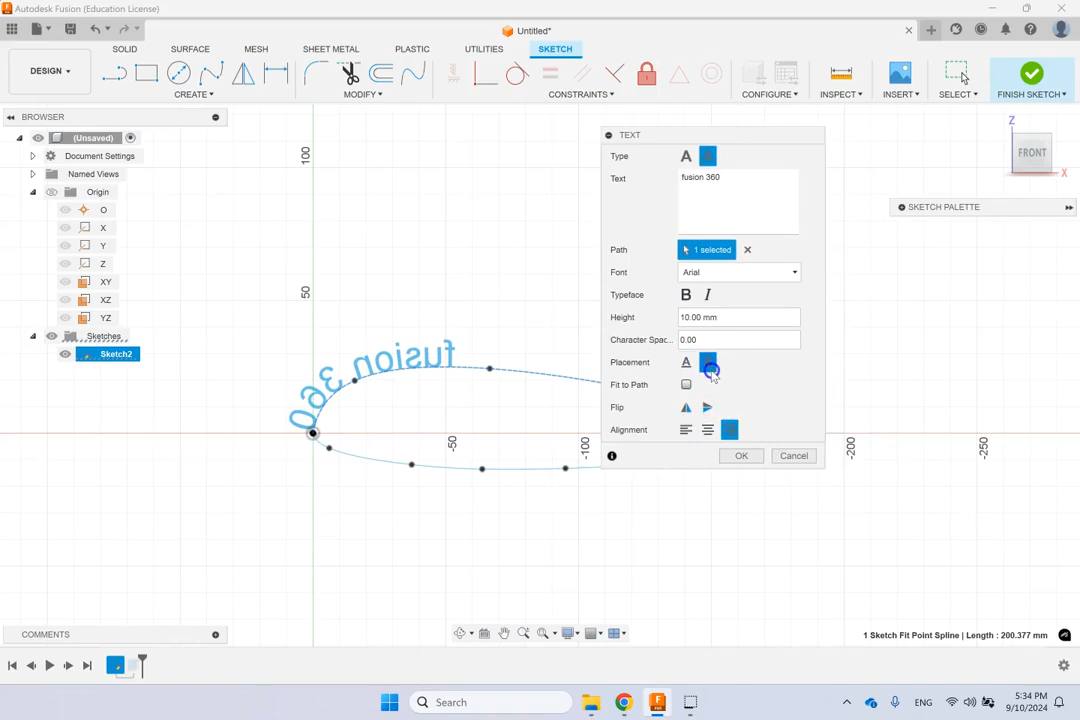 Autodesk Fusion (Education License)
Untitled*
DESIGN
SOLID
SURFACE
MESH
SHEET METAL
PLASTIC
UTILITIES
SKETCH
CREATE
MODIFY
CONSTRAINTS
CONFIGURE
INSPECT
INSERT
SELECT
FINISH SKETCH
BROWSER
(Unsaved)
Document Settings
Named Views
Origin
O
X
Y
Z
XY
XZ
YZ
Sketches
Sketch2
100
50
-50
-100
-200
-250
fusion 360
TEXT
Type
Text
fusion 360
Path
1 selected
Font
Arial
Typeface
B I
Height
10.00 mm
Character Spac...
0.00
Placement
Fit to Path
Flip
Alignment
OK
Cancel
Z
FRONT
X
SKETCH PALETTE
COMMENTS
1 Sketch Fit Point Spline | Length : 200.377 mm
Search
ENG
5:34 PM
9/10/2024